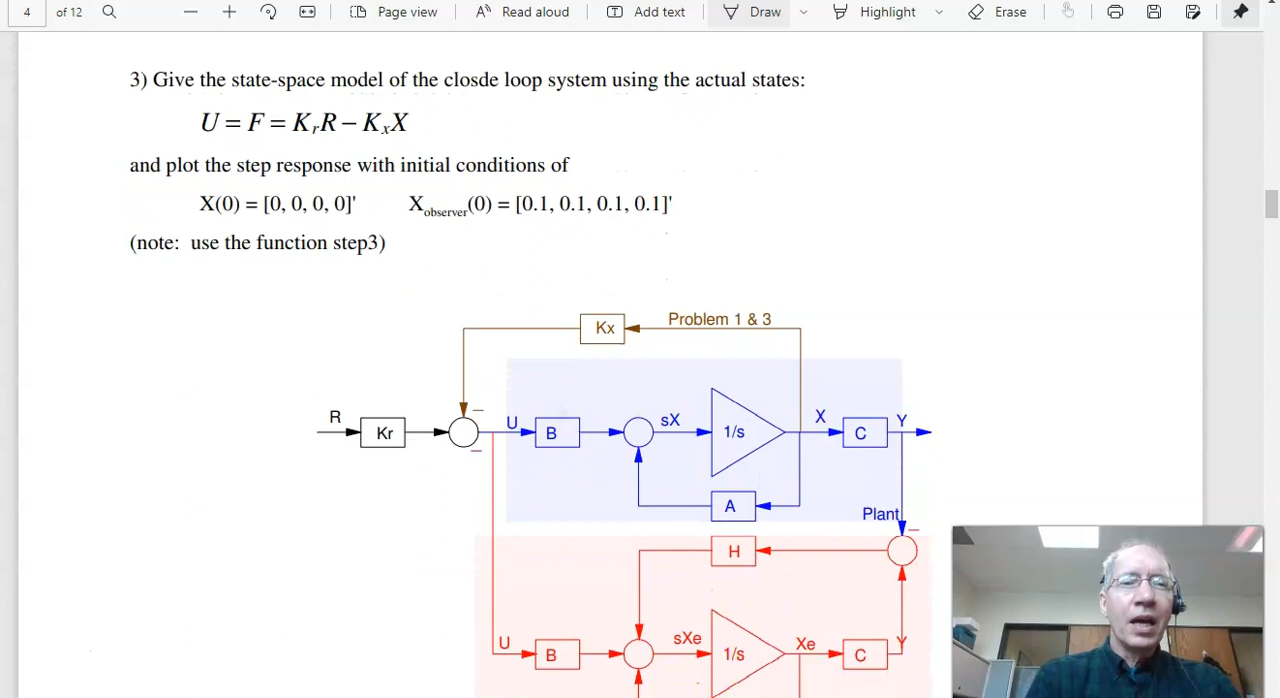 4 of 12 Page view Read aloud Add text Draw Highlight Erase
3) Give the state-space model of the closde loop system using the actual states:
U = F = KrR − KxX
and plot the step response with initial conditions of
X(0) = [0, 0, 0, 0]' Xobserver(0) = [0.1, 0.1, 0.1, 0.1]'
(note: use the function step3)
Kx Problem 1 & 3
R Kr U B sX 1/s X C Y
A Plant
H
U B sXe 1/s Xe C Y